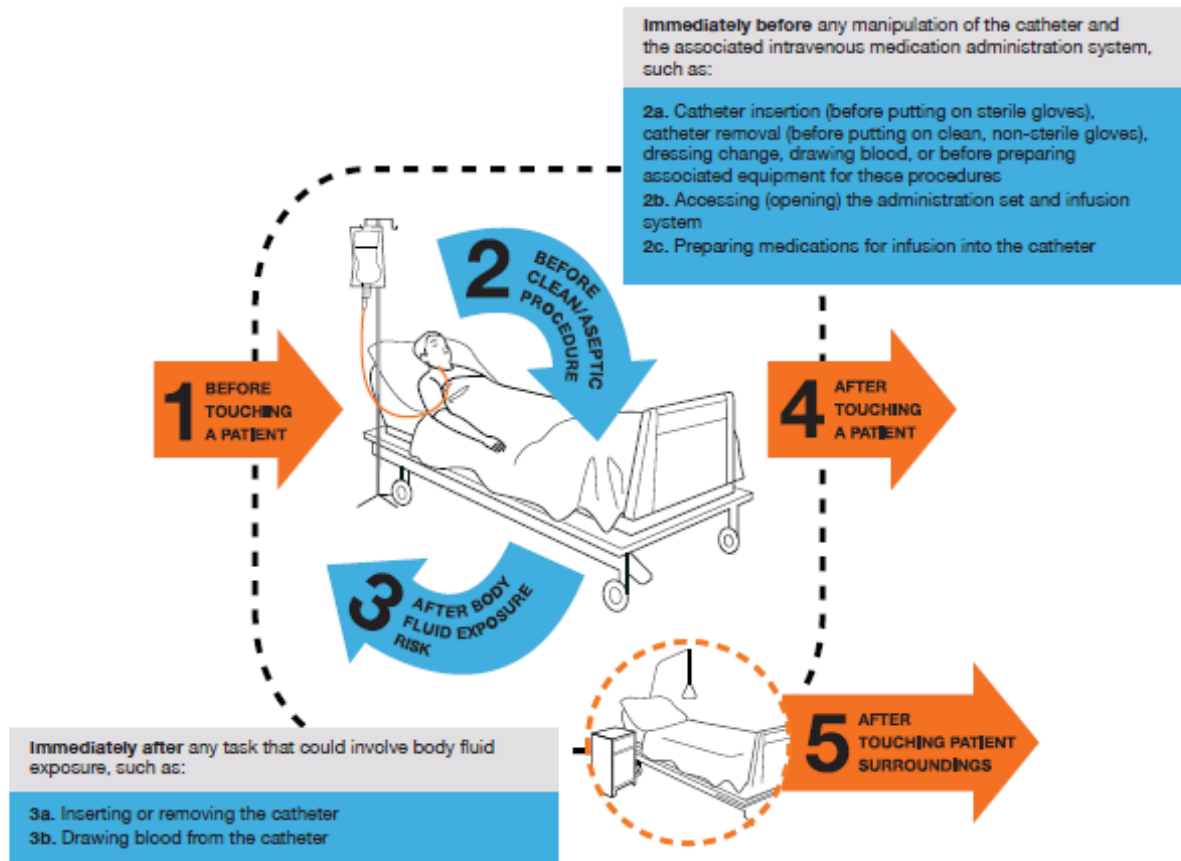 Immediately before any manipulation of the catheter and
the associated intravenous medication administration system,
such as:
2a. Catheter insertion (before putting on sterile gloves),
catheter removal (before putting on clean, non-sterile gloves),
dressing change, drawing blood, or before preparing
associated equipment for these procedures
2b. Accessing (opening) the administration set and infusion
system
2c. Preparing medications for infusion into the catheter
1 BEFORE
TOUCHING
A PATIENT
2 BEFORE
CLEAN/ASEPTIC
PROCEDURE
3 AFTER BODY
FLUID EXPOSURE
RISK
4 AFTER
TOUCHING
A PATIENT
5 AFTER
TOUCHING PATIENT
SURROUNDINGS
Immediately after any task that could involve body fluid
exposure, such as:
3a. Inserting or removing the catheter
3b. Drawing blood from the catheter